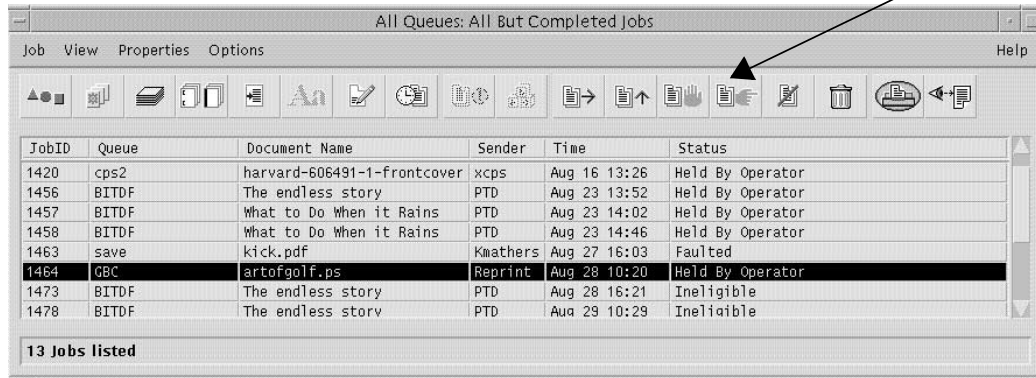 All Queues: All But Completed Jobs
Job View Properties Options Help
Aa
JobID Queue Document Name Sender Time Status
1420 cps2 harvard-606491-1-frontcover xcps Aug 16 13:26 Held By Operator
1456 BITDF The endless story PTD Aug 23 13:52 Held By Operator
1457 BITDF What to Do When it Rains PTD Aug 23 14:02 Held By Operator
1458 BITDF What to Do When it Rains PTD Aug 23 14:46 Held By Operator
1463 save kick.pdf Kmathers Aug 27 16:03 Faulted
1464 GBC artofgolf.ps Reprint Aug 28 10:20 Held By Operator
1473 BITDF The endless story PTD Aug 28 16:21 Ineligible
1478 BITDF The endless story PTD Aug 29 10:29 Ineligible
13 Jobs listed